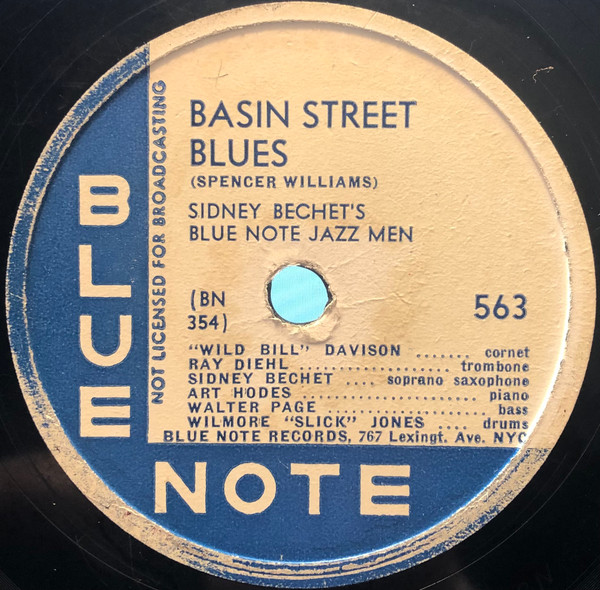 BASIN STREET
BLUES
(SPENCER WILLIAMS)
SIDNEY BECHET'S
BLUE NOTE JAZZ MEN
(BN
354)
563
"WILD BILL" DAVISON ....... cornet
RAY DIEHL ..................... trombone
SIDNEY BECHET .... soprano saxophone
ART HODES ........................ piano
WALTER PAGE ...................... bass
WILMORE "SLICK" JONES .... drums
BLUE NOTE RECORDS, 767 Lexingt. Ave. NYC
NOT LICENSED FOR BROADCASTING
BLUE
NOTE